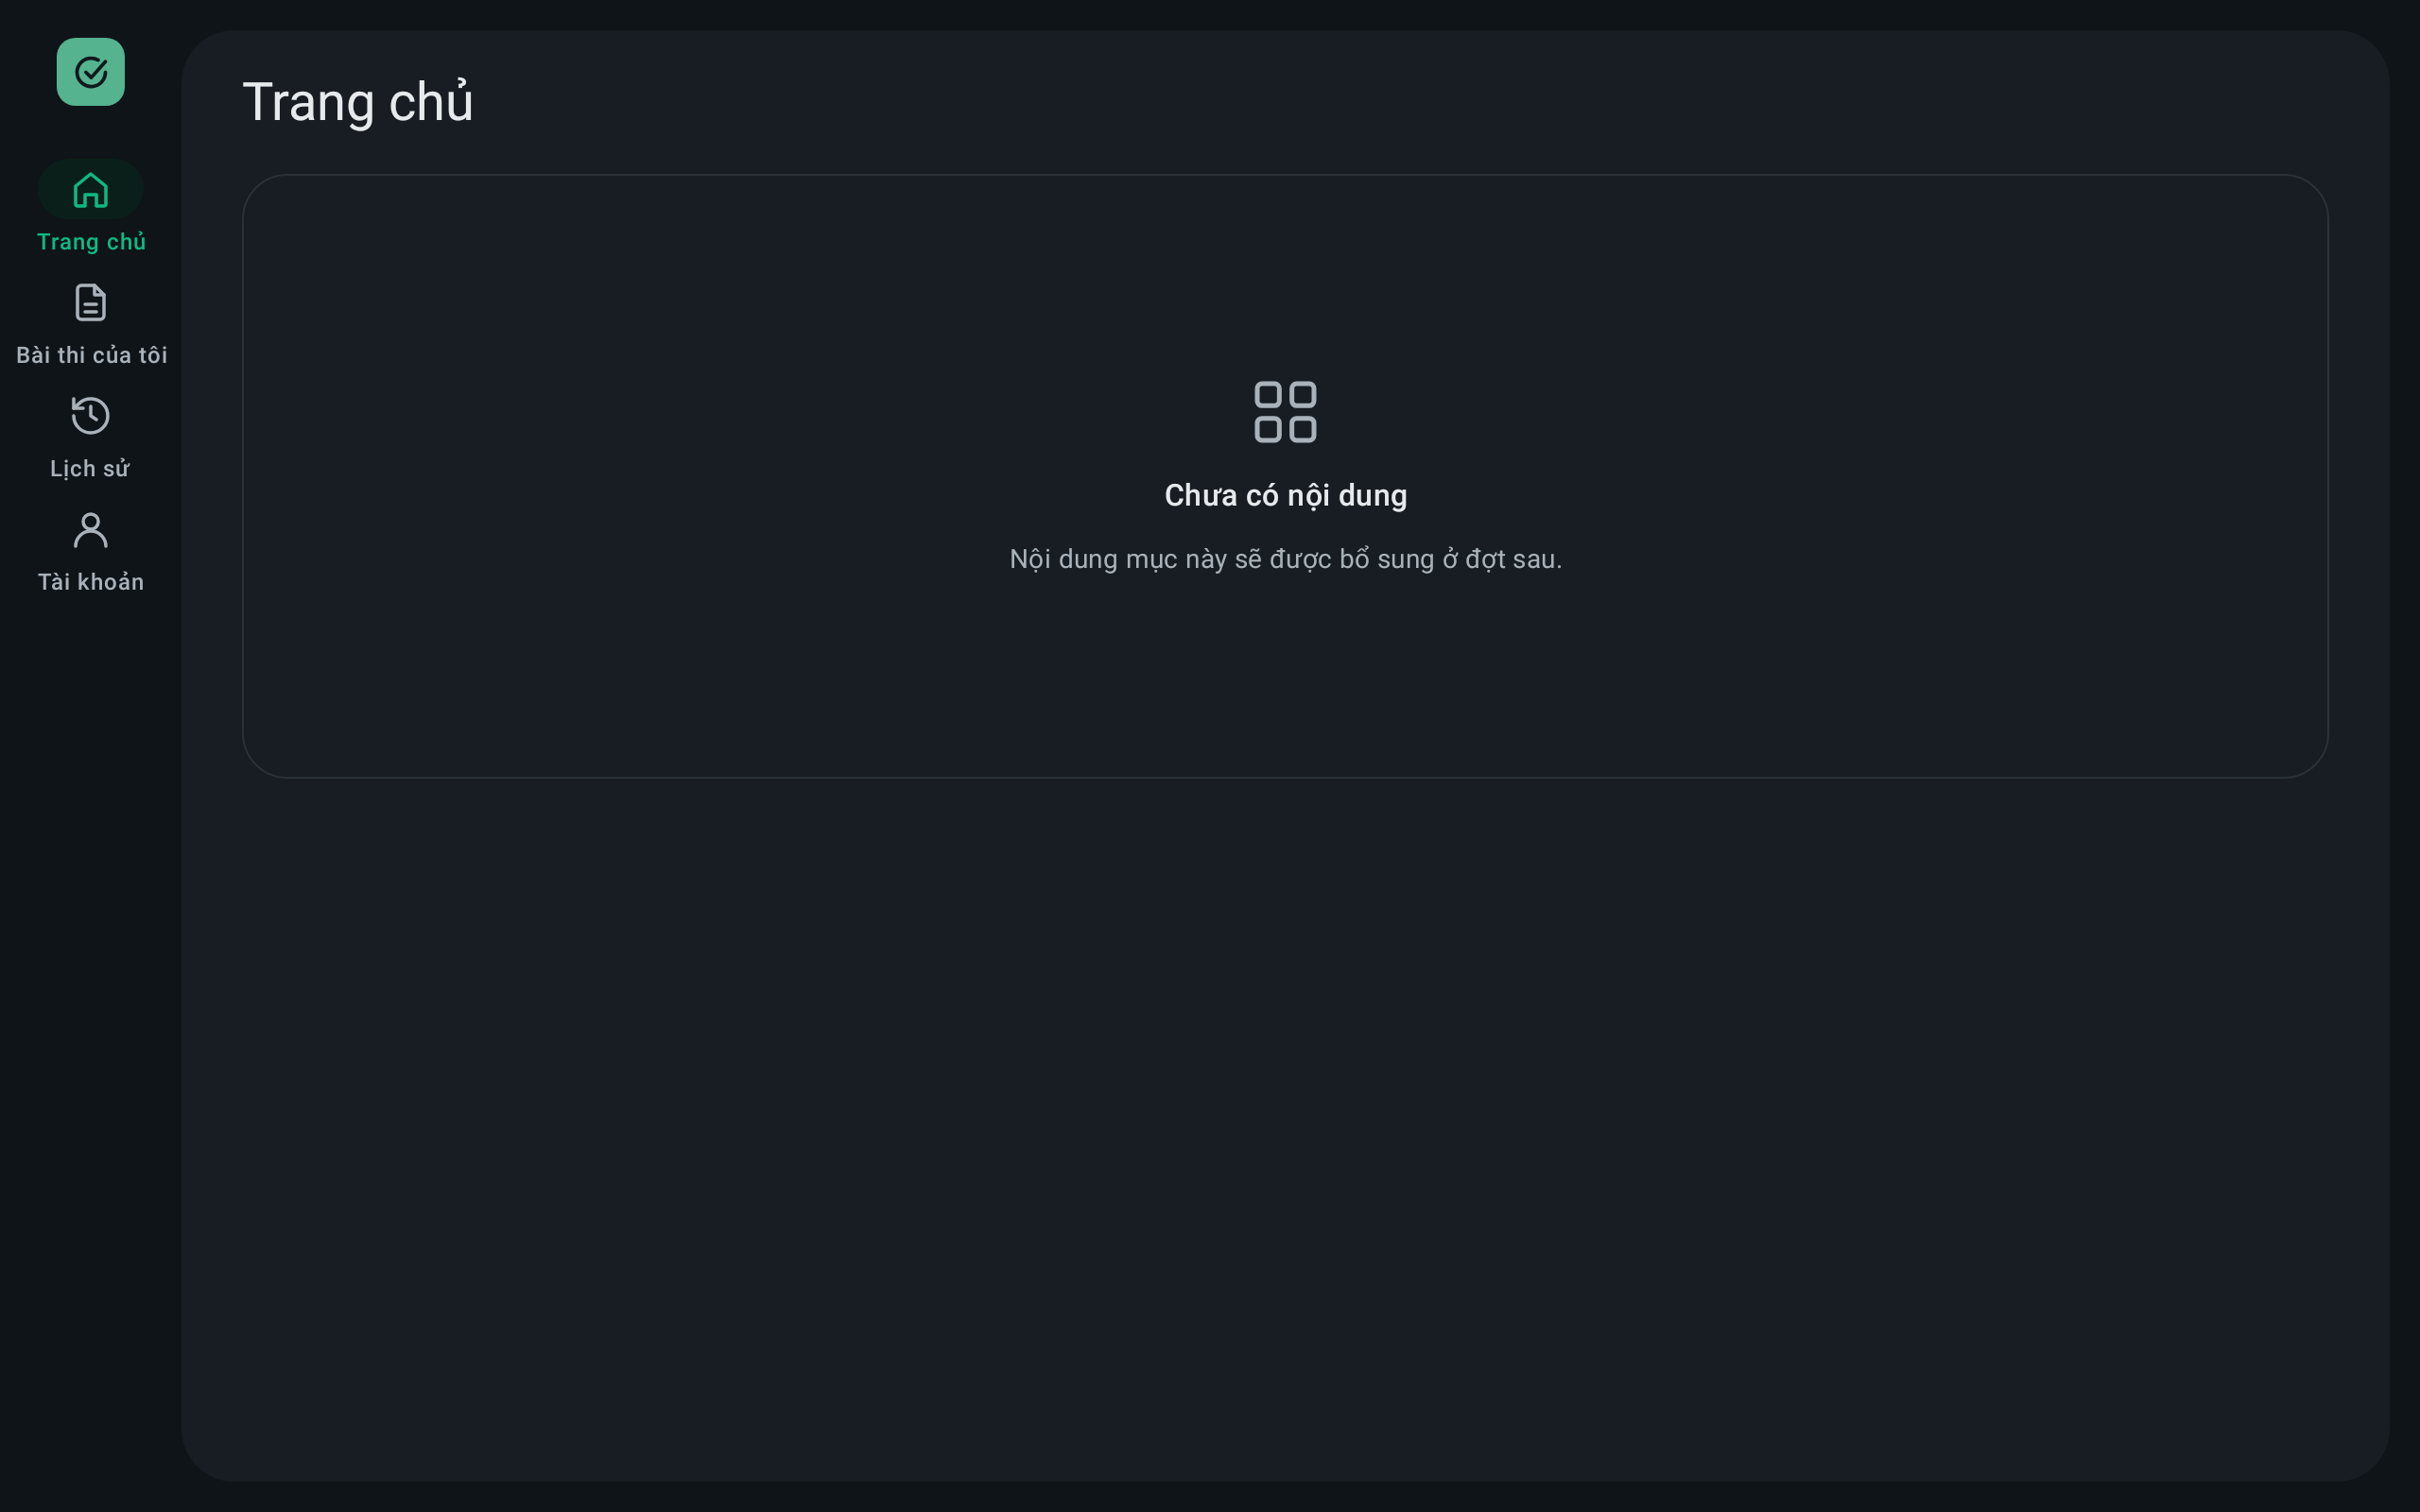 Trang chủ
Trang chủ
Bài thi của tôi
Lịch sử
Tài khoản
Chưa có nội dung
Nội dung mục này sẽ được bổ sung ở đợt sau.